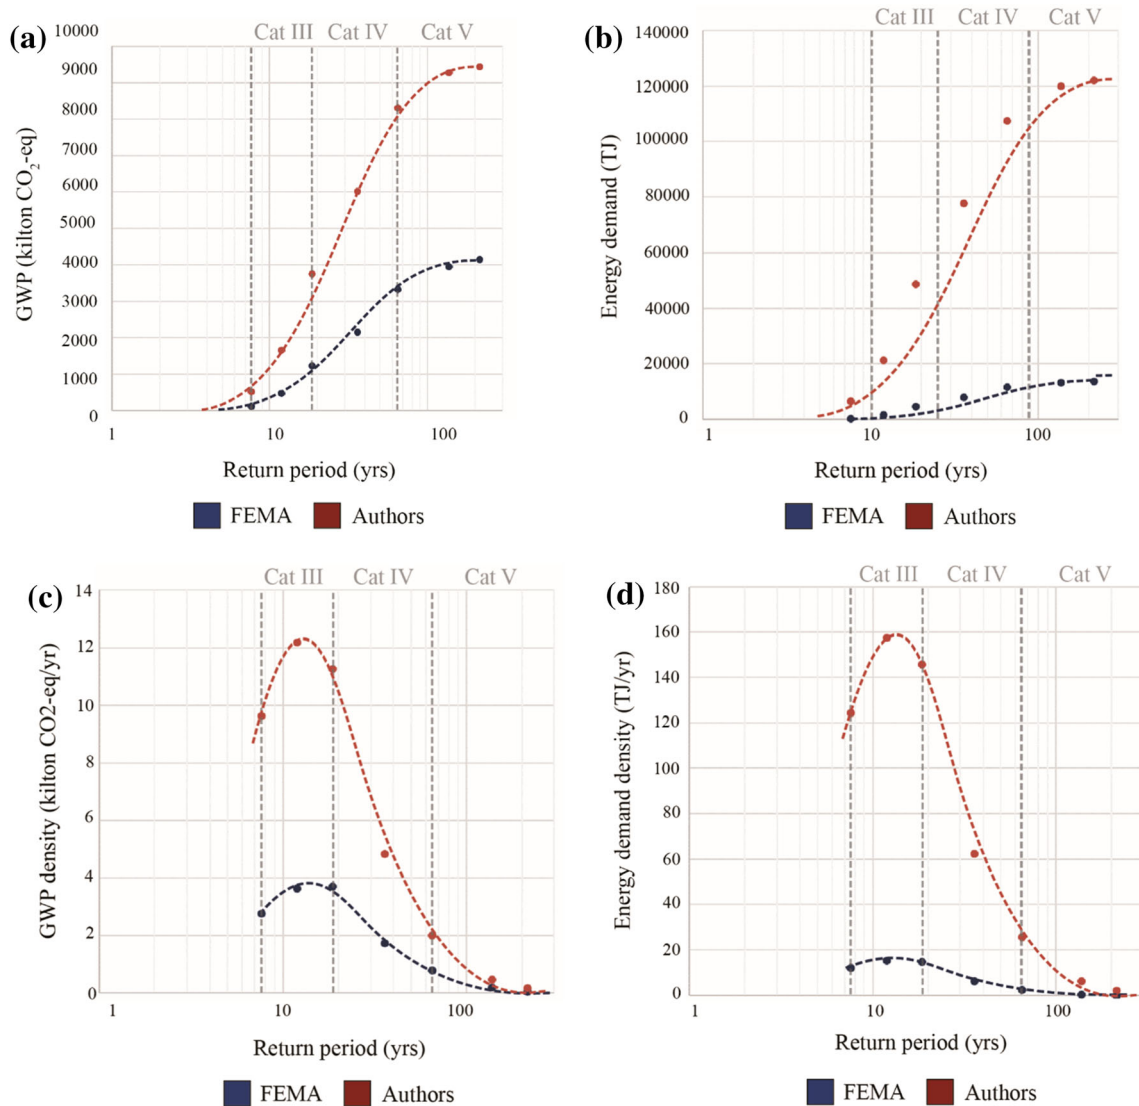 (a)
Cat III Cat IV Cat V
10000
9000
8000
7000
6000
5000
4000
3000
2000
1000
0
GWP (kilton CO₂-eq)
1 10 100
Return period (yrs)
FEMA Authors
(b)
Cat III Cat IV Cat V
140000
120000
100000
80000
60000
40000
20000
0
Energy demand (TJ)
1 10 100
Return period (yrs)
FEMA Authors
(c)
Cat III Cat IV Cat V
14
12
10
8
6
4
2
0
GWP density (kilton CO2-eq/yr)
1 10 100
Return period (yrs)
FEMA Authors
(d)
Cat III Cat IV Cat V
180
160
140
120
100
80
60
40
20
0
Energy demand density (TJ/yr)
1 10 100
Return period (yrs)
FEMA Authors